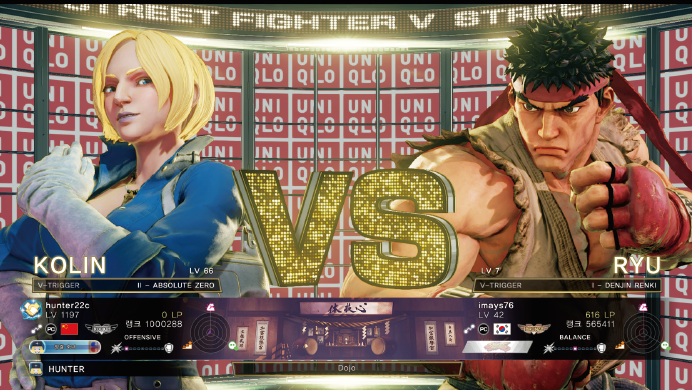 STREET FIGHTER V STREET
UNI
QLO
KOLIN
LV 66
V-TRIGGER
II - ABSOLUTE ZERO
VS
LV 7
RYU
V-TRIGGER
I - DENJIN RENKI
hunter22c
LV 1197
0 LP
PC
랭크 1000288
OFFENSIVE
HUNTER
imays76
LV 42
616 LP
PC
랭크 565411
BALANCE
Dojo